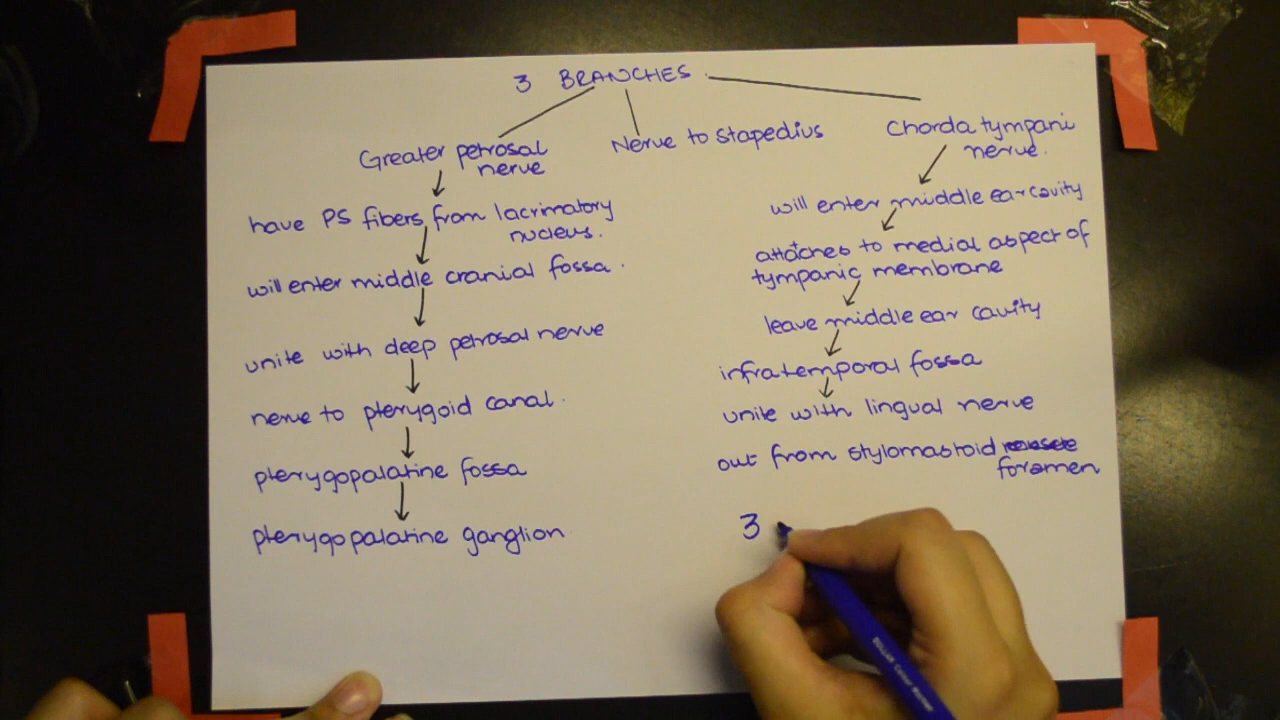 3 BRANCHES
Greater petrosal
nerve
have PS fibers from lacrimatory
nucleus.
will enter middle cranial fossa.
unite with deep petrosal nerve
nerve to pterygoid canal.
pterygopalatine fossa
pterygopalatine ganglion
Nerve to stapedius
Chorda tympani
nerve.
will enter middle ear cavity
attaches to medial aspect of
tympanic membrane
leave middle ear cavity
infratemporal fossa
unite with lingual nerve
out from stylomastoid
foramen
3
DOLLAR